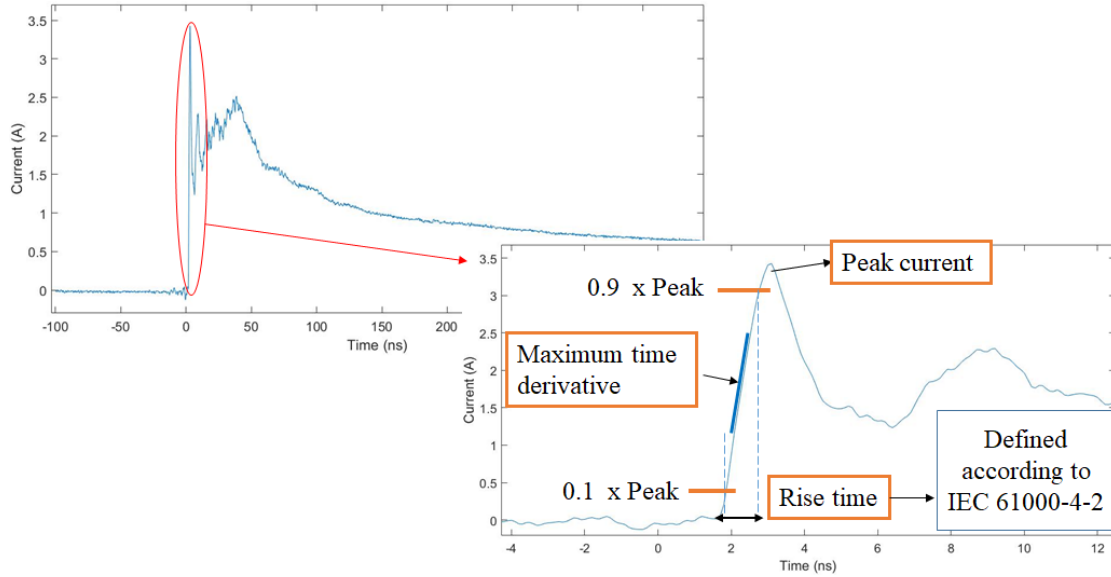 3.5
3
2.5
2
1.5
1
0.5
0
Current (A)
-100 -50 0 50 100 150 200
Time (ns)
3.5
3
2.5
2
1.5
1
0.5
0
Current (A)
-4 -2 0 2 4 6 8 10 12
Time (ns)
Peak current
0.9 x Peak
Maximum time
derivative
0.1 x Peak
Rise time
Defined
according to
IEC 61000-4-2